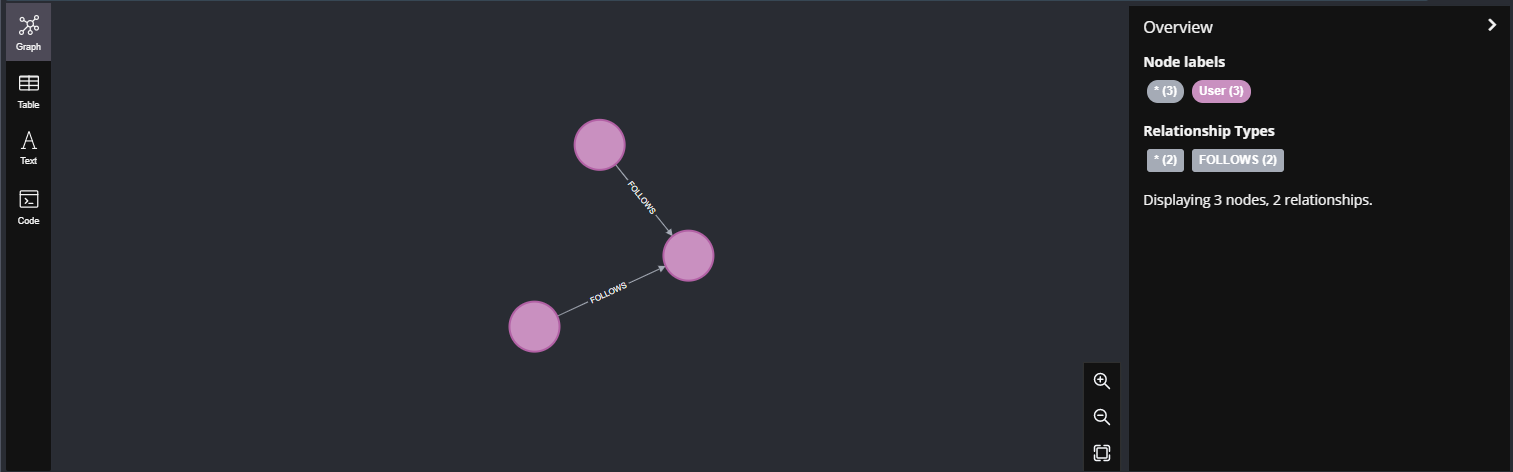 Graph
Table
Text
Code
FOLLOWS
FOLLOWS
Overview
Node labels
* (3) User (3)
Relationship Types
* (2) FOLLOWS (2)
Displaying 3 nodes, 2 relationships.